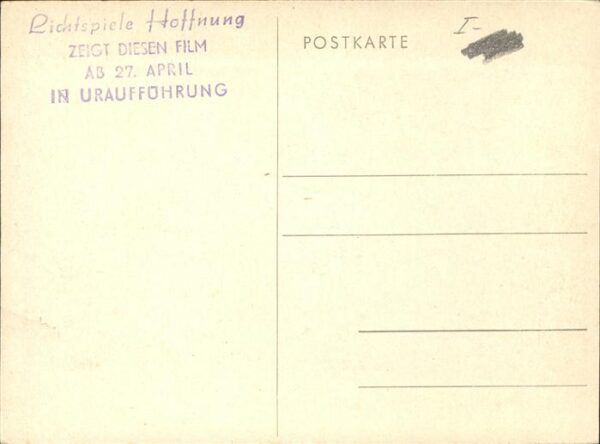 Lichtspiele Hoffnung
ZEIGT DIESEN FILM
AB 27. APRIL
IN URAUFFÜHRUNG
POSTKARTE
I-